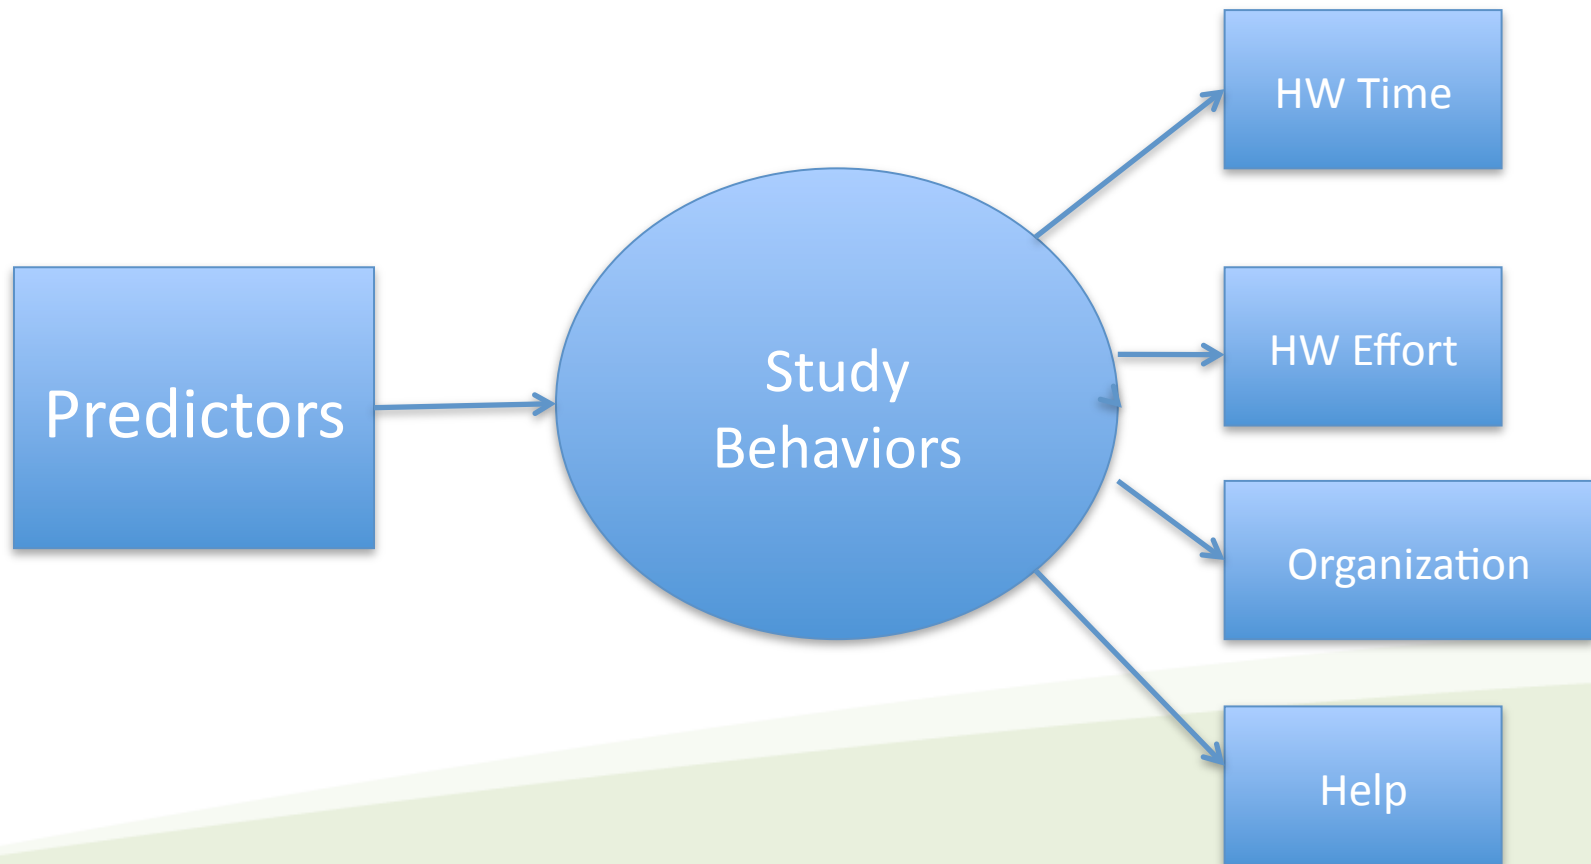 Predictors
Study
Behaviors
HW Time
HW Effort
Organization
Help